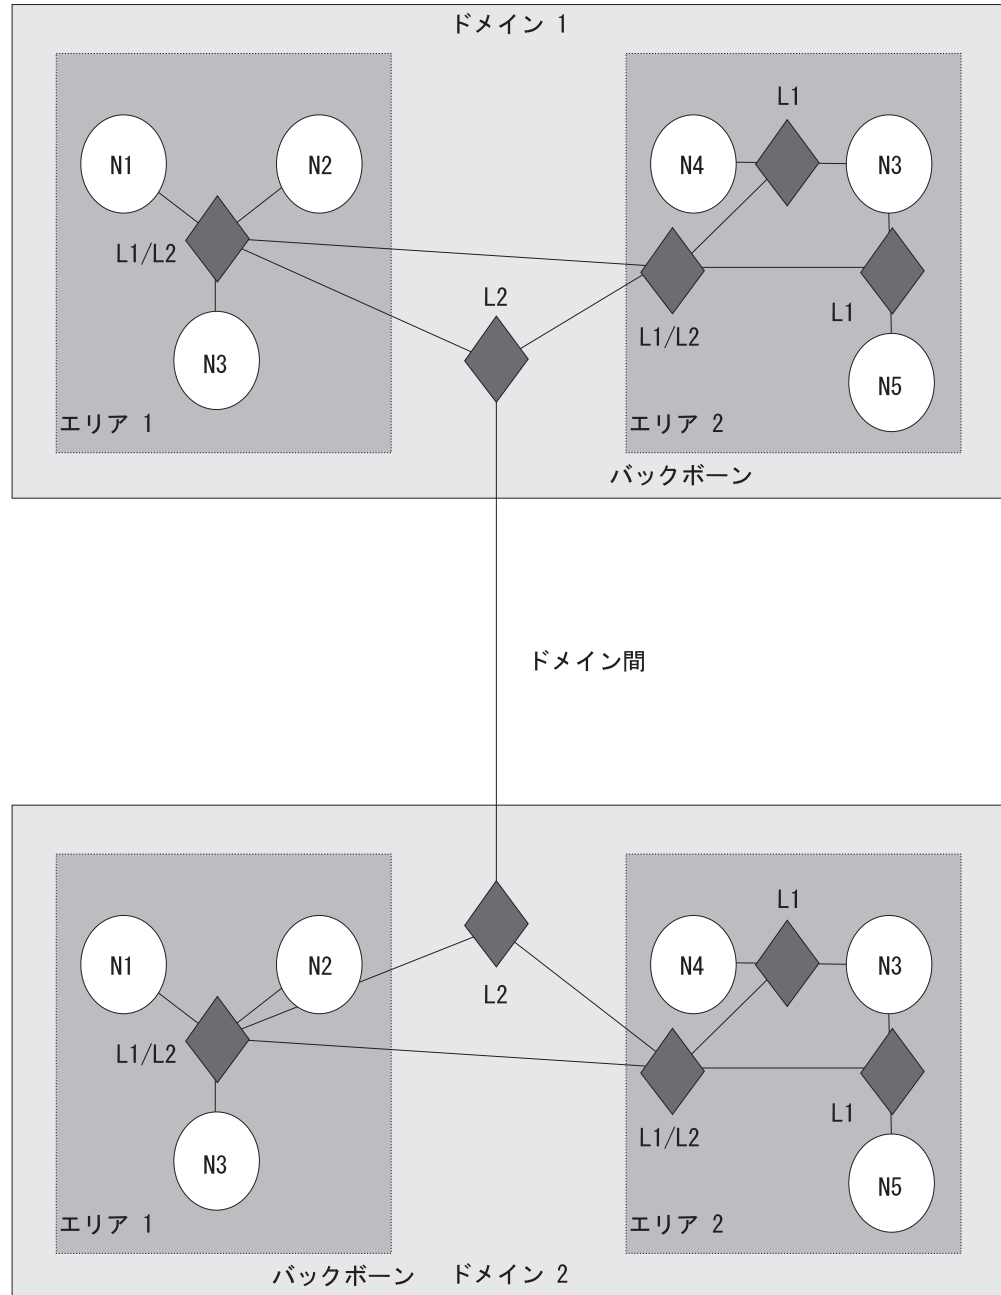 ドメイン 1
L1
N1
N2
N4
N3
L1/L2
L2
L1
L1/L2
N3
N5
エリア 1
エリア 2
バックボーン
ドメイン間
L1
N1
N2
N4
N3
L2
L1/L2
L1
L1/L2
N3
N5
エリア 1
エリア 2
バックボーン ドメイン 2